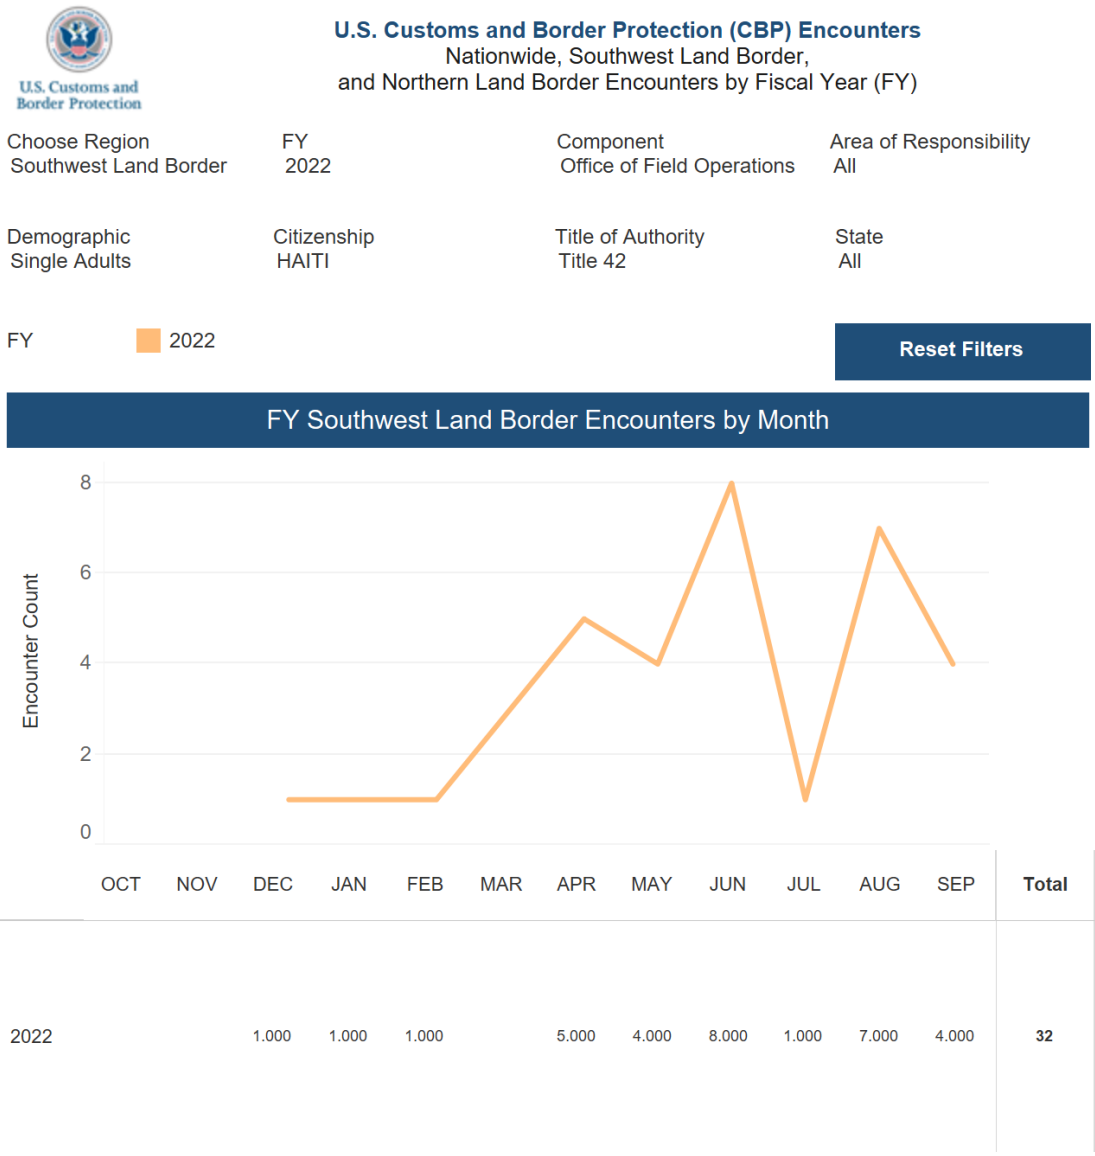 U.S. Customs and Border Protection (CBP) Encounters
Nationwide, Southwest Land Border,
and Northern Land Border Encounters by Fiscal Year (FY)
U.S. Customs and
Border Protection
Choose Region FY Component Area of Responsibility
Southwest Land Border 2022 Office of Field Operations All
Demographic Citizenship Title of Authority State
Single Adults HAITI Title 42 All
FY 2022
Reset Filters
FY Southwest Land Border Encounters by Month
Encounter Count
8
6
4
2
0
OCT NOV DEC JAN FEB MAR APR MAY JUN JUL AUG SEP Total
2022 1.000 1.000 1.000 5.000 4.000 8.000 1.000 7.000 4.000 32